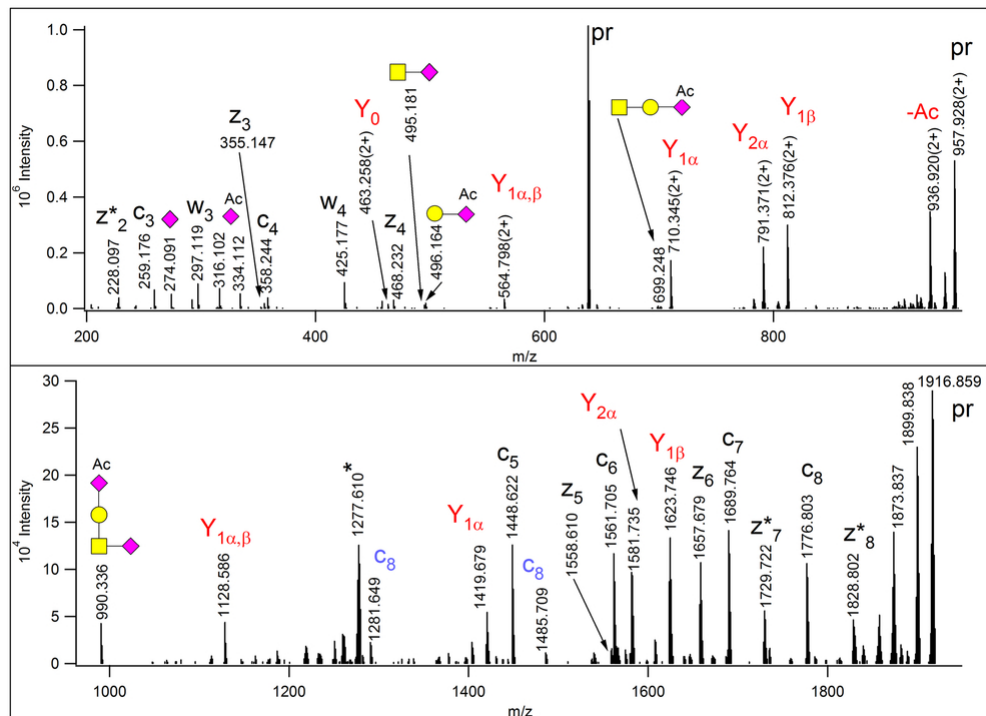 10^6 Intensity
1.0
0.8
0.6
0.4
0.2
0.0
200
400
600
800
m/z
z*2
228.097
c3
259.176
274.091
w3
297.119
316.102
Ac
334.112
z3
355.147
c4
358.244
w4
425.177
Y0
463.258(2+)
z4
468.232
495.181
Ac
496.164
Y1α,β
564.798(2+)
pr
Ac
699.248
Y1α
710.345(2+)
Y2α
791.371(2+)
Y1β
812.376(2+)
-Ac
936.920(2+)
pr
957.928(2+)
10^4 Intensity
30
25
20
15
10
5
0
1000
1200
1400
1600
1800
m/z
Ac
990.336
Y1α,β
1128.586
*
1277.610
c8
1281.649
Y1α
1419.679
c5
1448.622
c8
1485.709
z5
1558.610
c6
1561.705
Y2α
1581.735
Y1β
1623.746
z6
1657.679
c7
1689.764
z*7
1729.722
c8
1776.803
z*8
1828.802
1873.837
1899.838
1916.859
pr